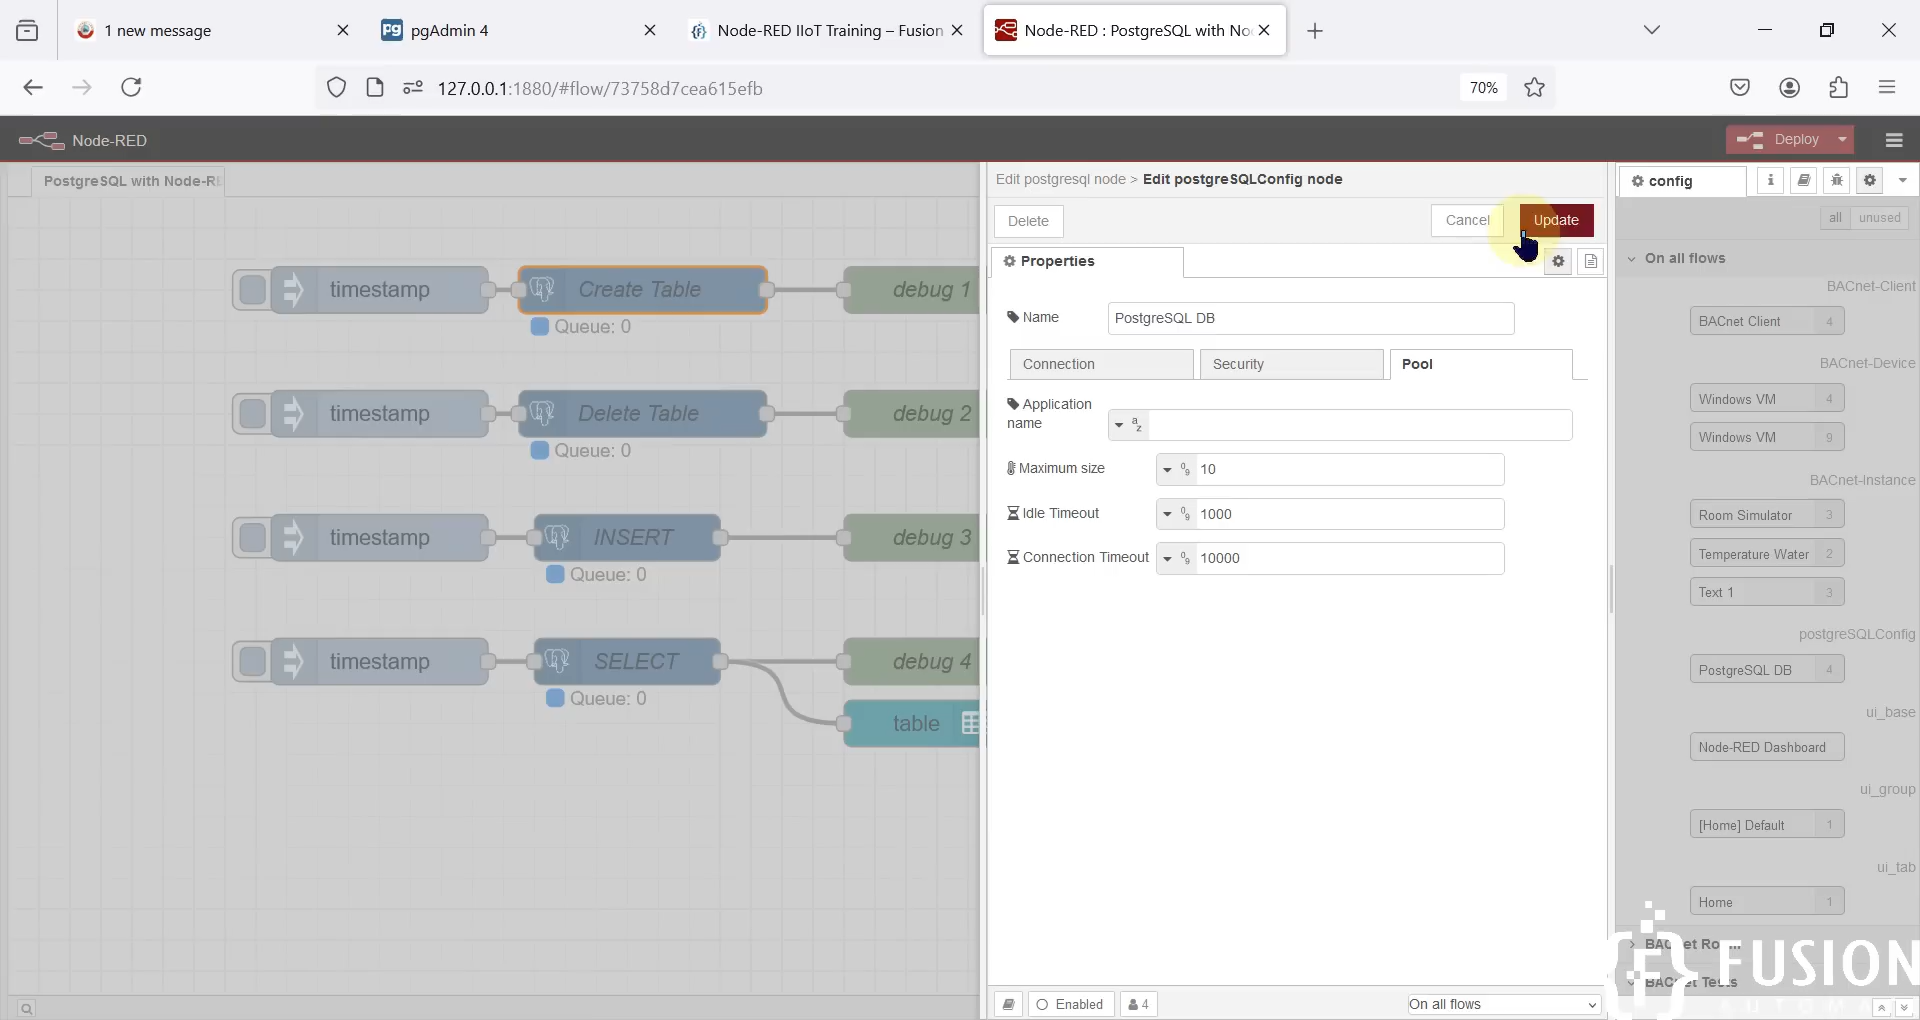 1 new message
pgAdmin 4
Node-RED IIoT Training – Fusion
Node-RED : PostgreSQL with No
127.0.0.1:1880/#flow/73758d7cea615efb
70%
Node-RED
Deploy
PostgreSQL with Node-RE
Edit postgresql node > Edit postgreSQLConfig node
config
all unused
Delete
Cancel
Update
Properties
Name
PostgreSQL DB
Connection
Security
Pool
Application name
Maximum size
10
Idle Timeout
1000
Connection Timeout
10000
timestamp
Create Table
debug 1
Queue: 0
timestamp
Delete Table
debug 2
Queue: 0
timestamp
INSERT
debug 3
Queue: 0
timestamp
SELECT
debug 4
Queue: 0
table
On all flows
BACnet-Client
BACnet Client 4
BACnet-Device
Windows VM 4
Windows VM 9
BACnet-Instance
Room Simulator 3
Temperature Water 2
Text 1 3
postgreSQLConfig
PostgreSQL DB 4
ui_base
Node-RED Dashboard
ui_group
[Home] Default 1
ui_tab
Home 1
BACnet
BACnet Tests
FUSION
Enabled
4
On all flows